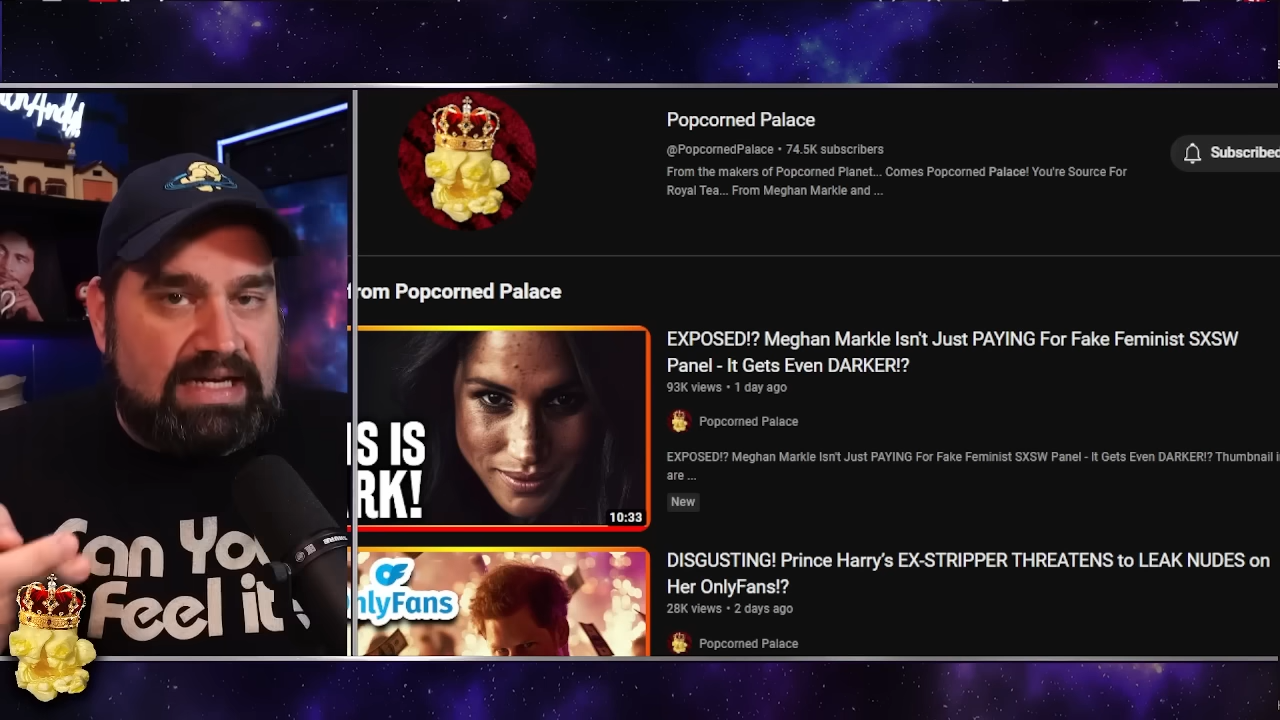 Can You
Feel it
Popcorned Palace
@PopcornedPalace • 74.5K subscribers
From the makers of Popcorned Planet... Comes Popcorned Palace! You're Source For
Royal Tea... From Meghan Markle and ...
Subscribed
from Popcorned Palace
S IS
RK!
10:33
EXPOSED!? Meghan Markle Isn't Just PAYING For Fake Feminist SXSW
Panel - It Gets Even DARKER!?
93K views • 1 day ago
Popcorned Palace
EXPOSED!? Meghan Markle Isn't Just PAYING For Fake Feminist SXSW Panel - It Gets Even DARKER!? Thumbnail i
are ...
New
nlyFans
DISGUSTING! Prince Harry's EX-STRIPPER THREATENS to LEAK NUDES on
Her OnlyFans!?
28K views • 2 days ago
Popcorned Palace